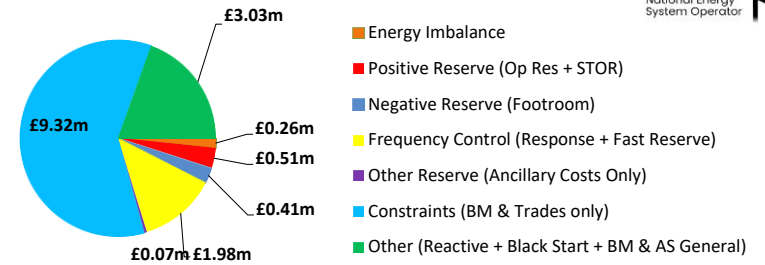 National Energy
System Operator
£3.03m
£9.32m
£0.26m
£0.51m
£0.41m
£0.07m £1.98m
Energy Imbalance
Positive Reserve (Op Res + STOR)
Negative Reserve (Footroom)
Frequency Control (Response + Fast Reserve)
Other Reserve (Ancillary Costs Only)
Constraints (BM & Trades only)
Other (Reactive + Black Start + BM & AS General)